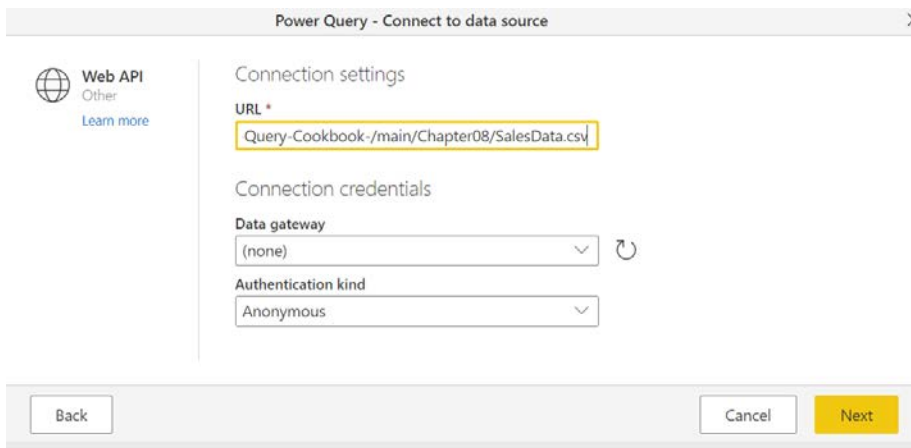 Power Query - Connect to data source
Web API
Other
Learn more
Connection settings
URL *
Query-Cookbook-/main/Chapter08/SalesData.csv
Connection credentials
Data gateway
(none)
Authentication kind
Anonymous
Back
Cancel
Next